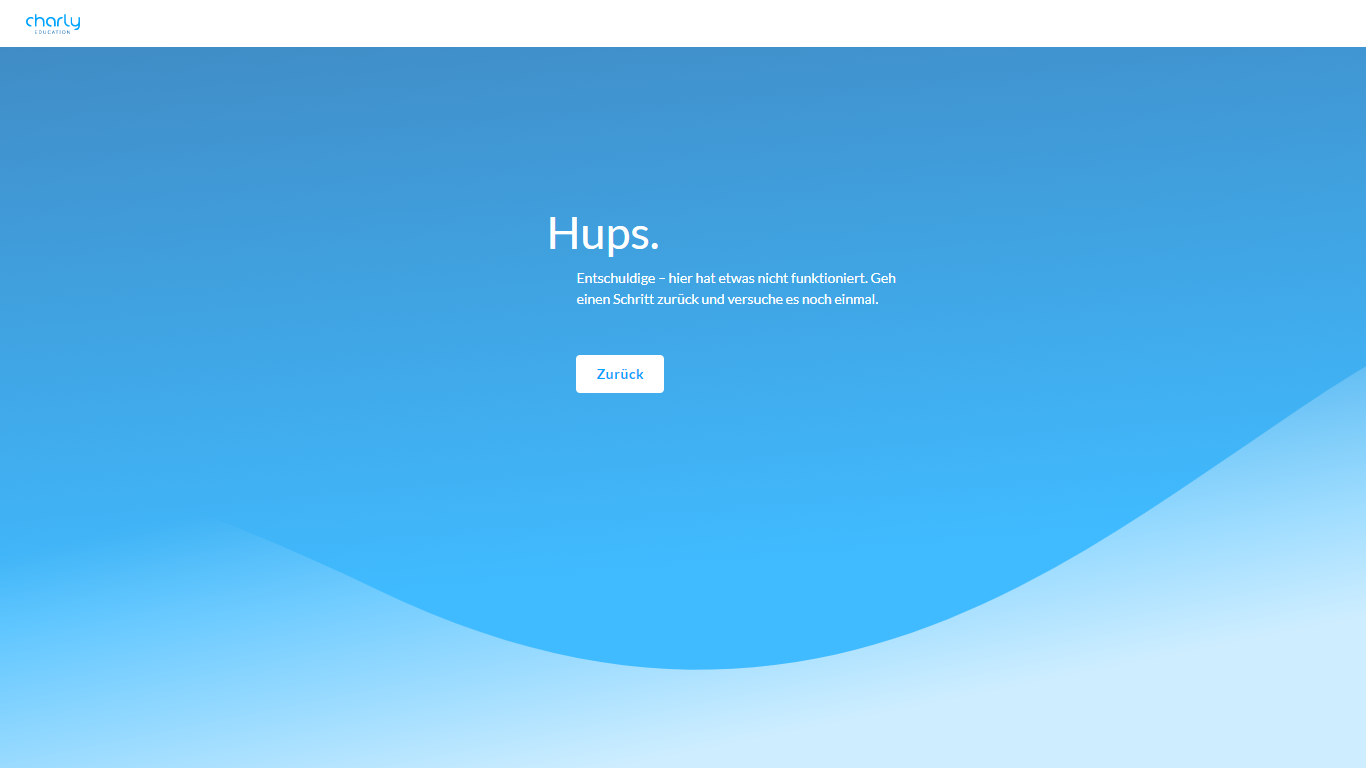 charly
EDUCATION
Hups.
Entschuldige – hier hat etwas nicht funktioniert. Geh
einen Schritt zurück und versuche es noch einmal.
Zurück